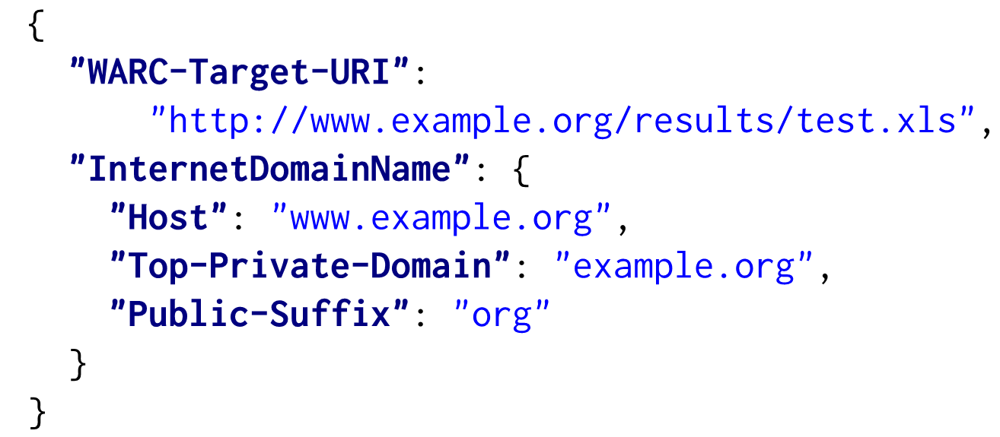 {
"WARC-Target-URI":
"http://www.example.org/results/test.xls",
"InternetDomainName": {
"Host": "www.example.org",
"Top-Private-Domain": "example.org",
"Public-Suffix": "org"
}
}